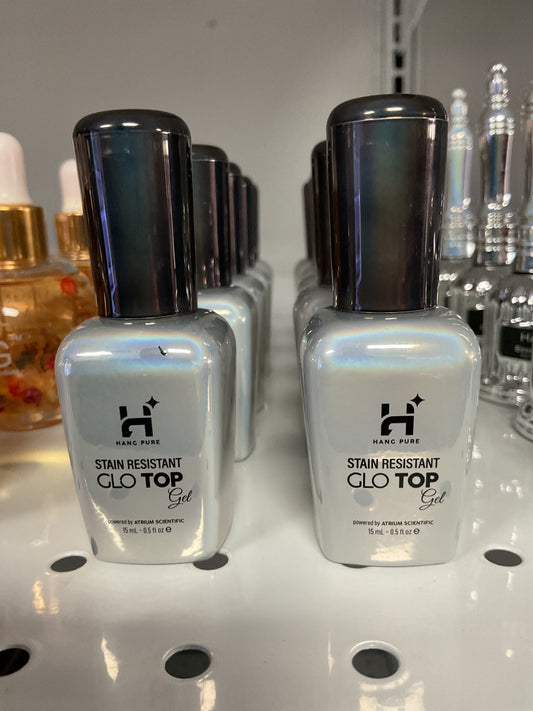 H
HANG PURE
STAIN RESISTANT
GLO TOP
Gel
powered by ATRIUM SCIENTIFIC
15 mL - 0.5 fl oz ℮
H
HANG PURE
STAIN RESISTANT
GLO TOP
Gel
powered by ATRIUM SCIENTIFIC
15 mL - 0.5 fl oz ℮
G